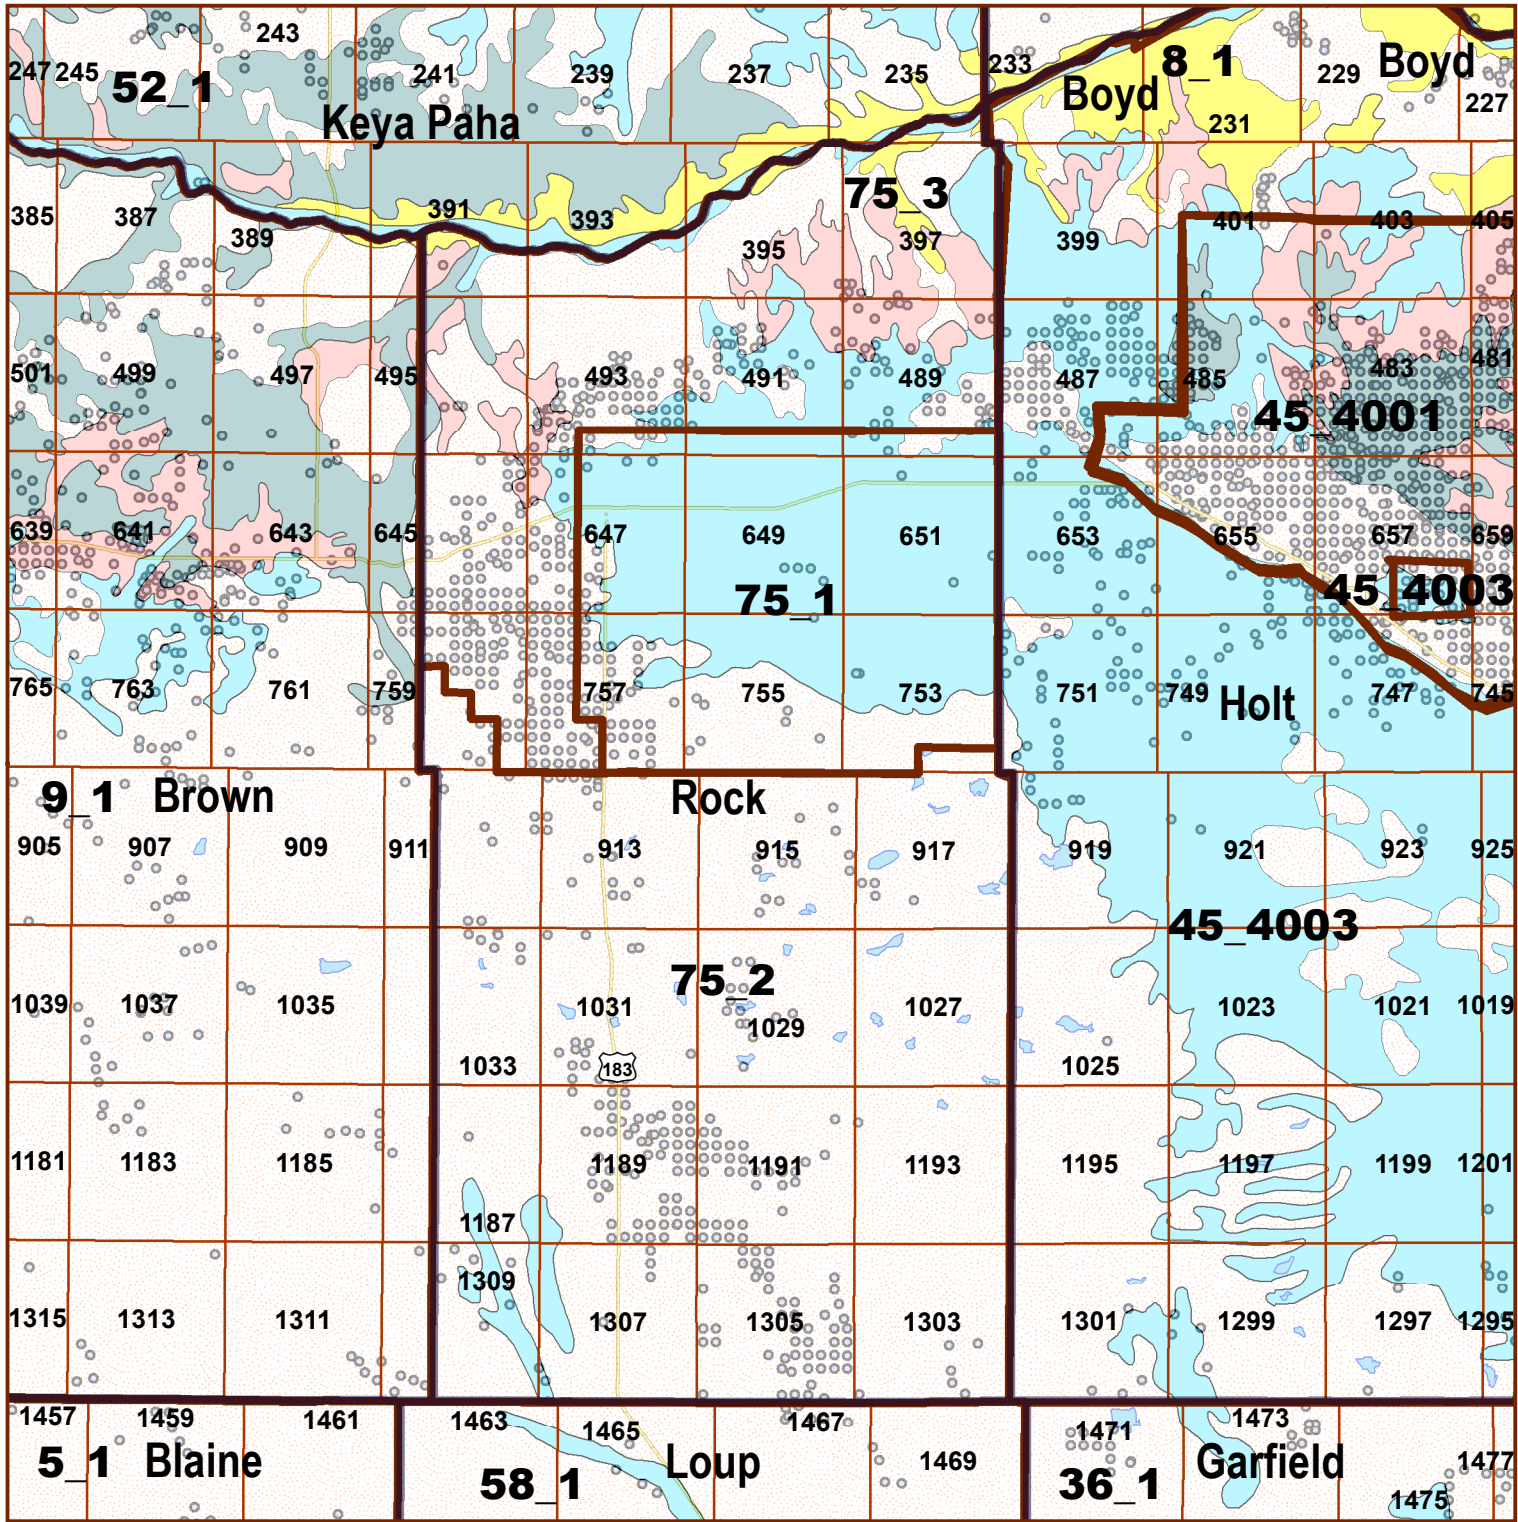 243
247 245 52_1 241 239 237 235 233 8_1 229 Boyd
Boyd 227
Keya Paha 231
385 387 389 391 393 395 75_3 397 399 401 403 405
501 499 497 495 493 491 489 487 485 483 481
45_4001
639 641 643 645 647 649 651 653 655 657 659
75_1 45_4003
765 763 761 759 757 755 753 751 749 Holt 747 745
9_1 Brown Rock
905 907 909 911 913 915 917 919 921 923 925
45_4003
75_2
1039 1037 1035 1031 1029 1027 1023 1021 1019
1033 183 1025
1181 1183 1185 1189 1191 1193 1195 1197 1199 1201
1187
1309
1315 1313 1311 1307 1305 1303 1301 1299 1297 1295
1457 1459 1461 1463 1465 1467 1471 1473
5_1 Blaine 58_1 Loup 1469 36_1 Garfield 1477
1475